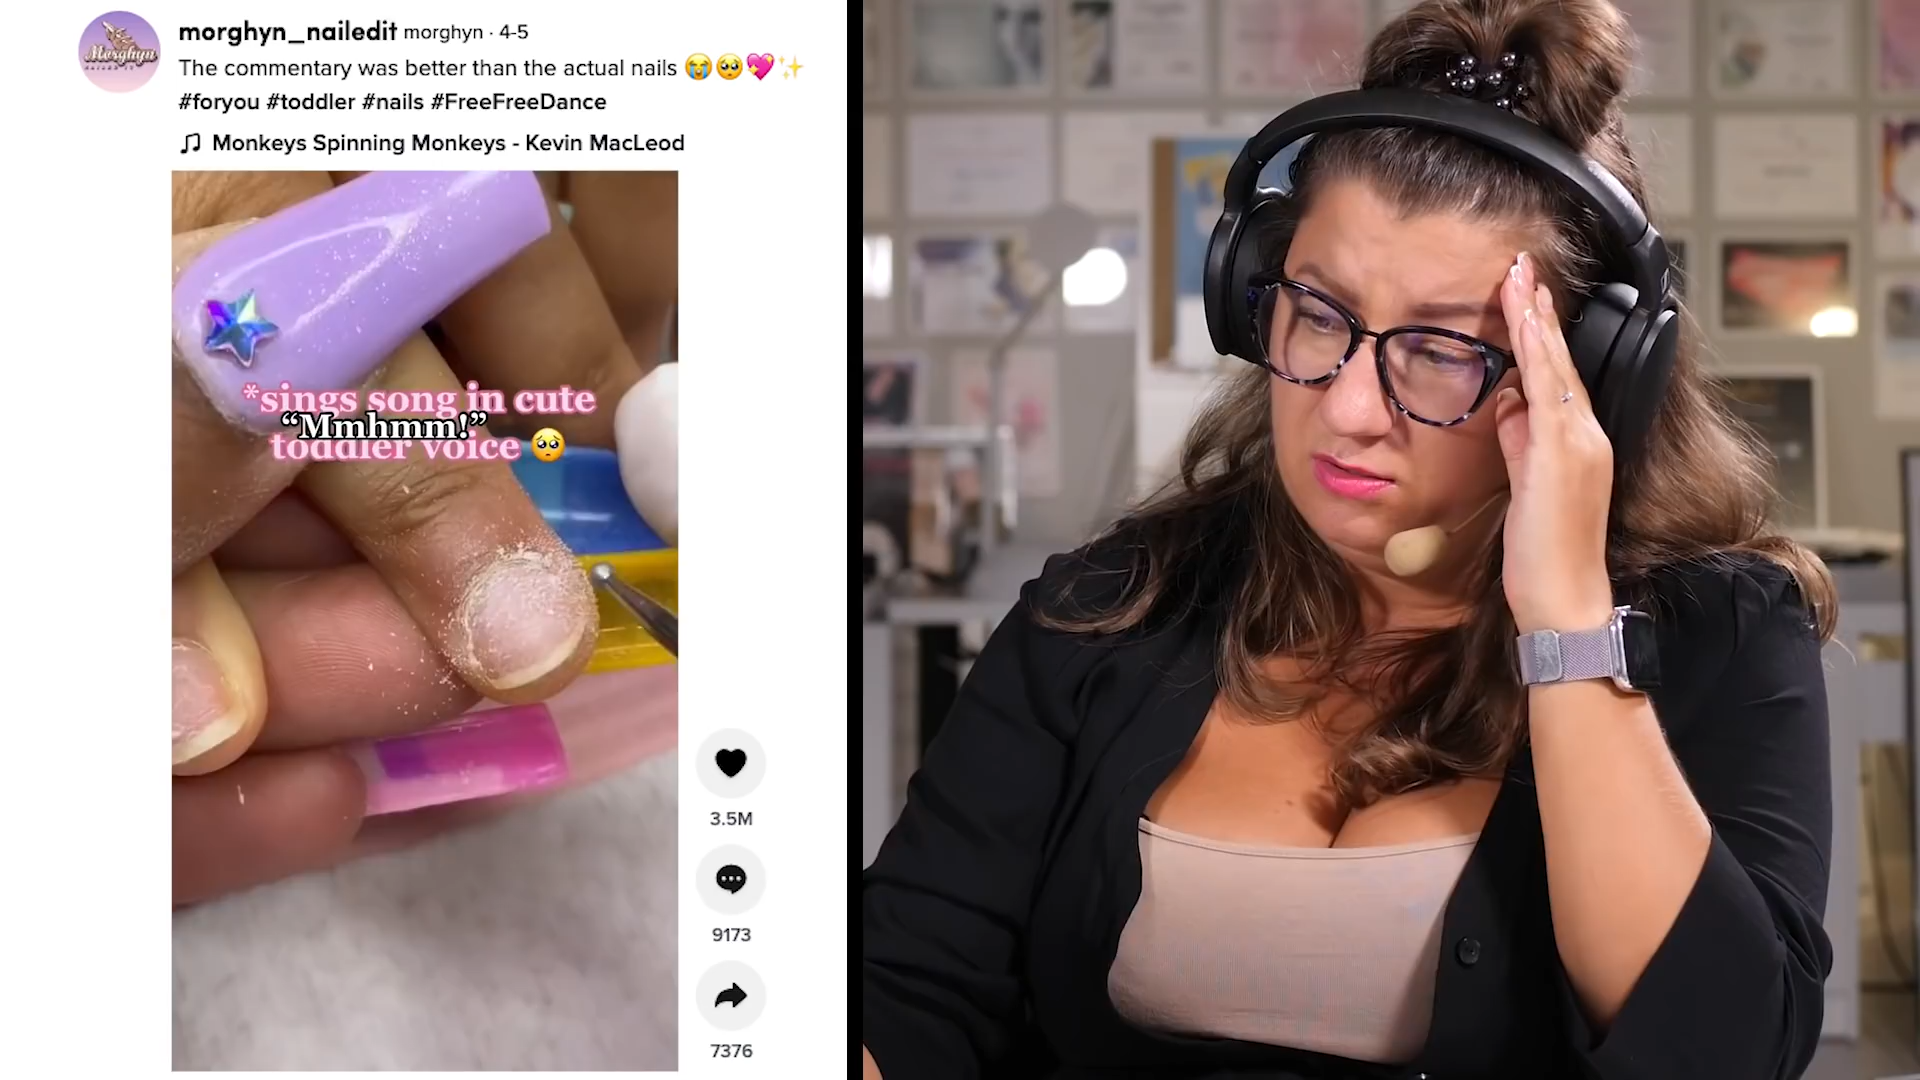 Morghyn
morghyn_nailedit morghyn · 4-5
The commentary was better than the actual nails 😭🥺💖✨
#foryou #toddler #nails #FreeFreeDance
♫ Monkeys Spinning Monkeys - Kevin MacLeod
*sings song in cute
“Mmhmm!”
toddler voice 🥺
3.5M
9173
7376